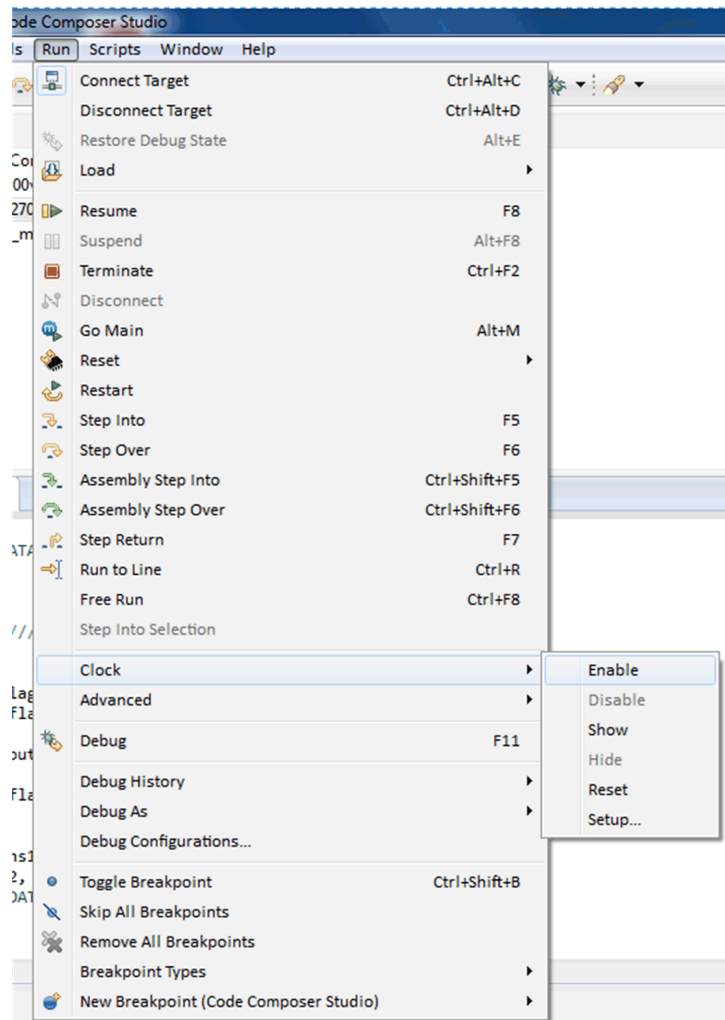 ode Composer Studio
ls Run Scripts Window Help
Connect Target Ctrl+Alt+C
Disconnect Target Ctrl+Alt+D
Restore Debug State Alt+E
Load
Resume F8
Suspend Alt+F8
Terminate Ctrl+F2
Disconnect
Go Main Alt+M
Reset
Restart
Step Into F5
Step Over F6
Assembly Step Into Ctrl+Shift+F5
Assembly Step Over Ctrl+Shift+F6
Step Return F7
Run to Line Ctrl+R
Free Run Ctrl+F8
Step Into Selection
Clock
Advanced
Debug F11
Debug History
Debug As
Debug Configurations...
Toggle Breakpoint Ctrl+Shift+B
Skip All Breakpoints
Remove All Breakpoints
Breakpoint Types
New Breakpoint (Code Composer Studio)
Enable
Disable
Show
Hide
Reset
Setup...